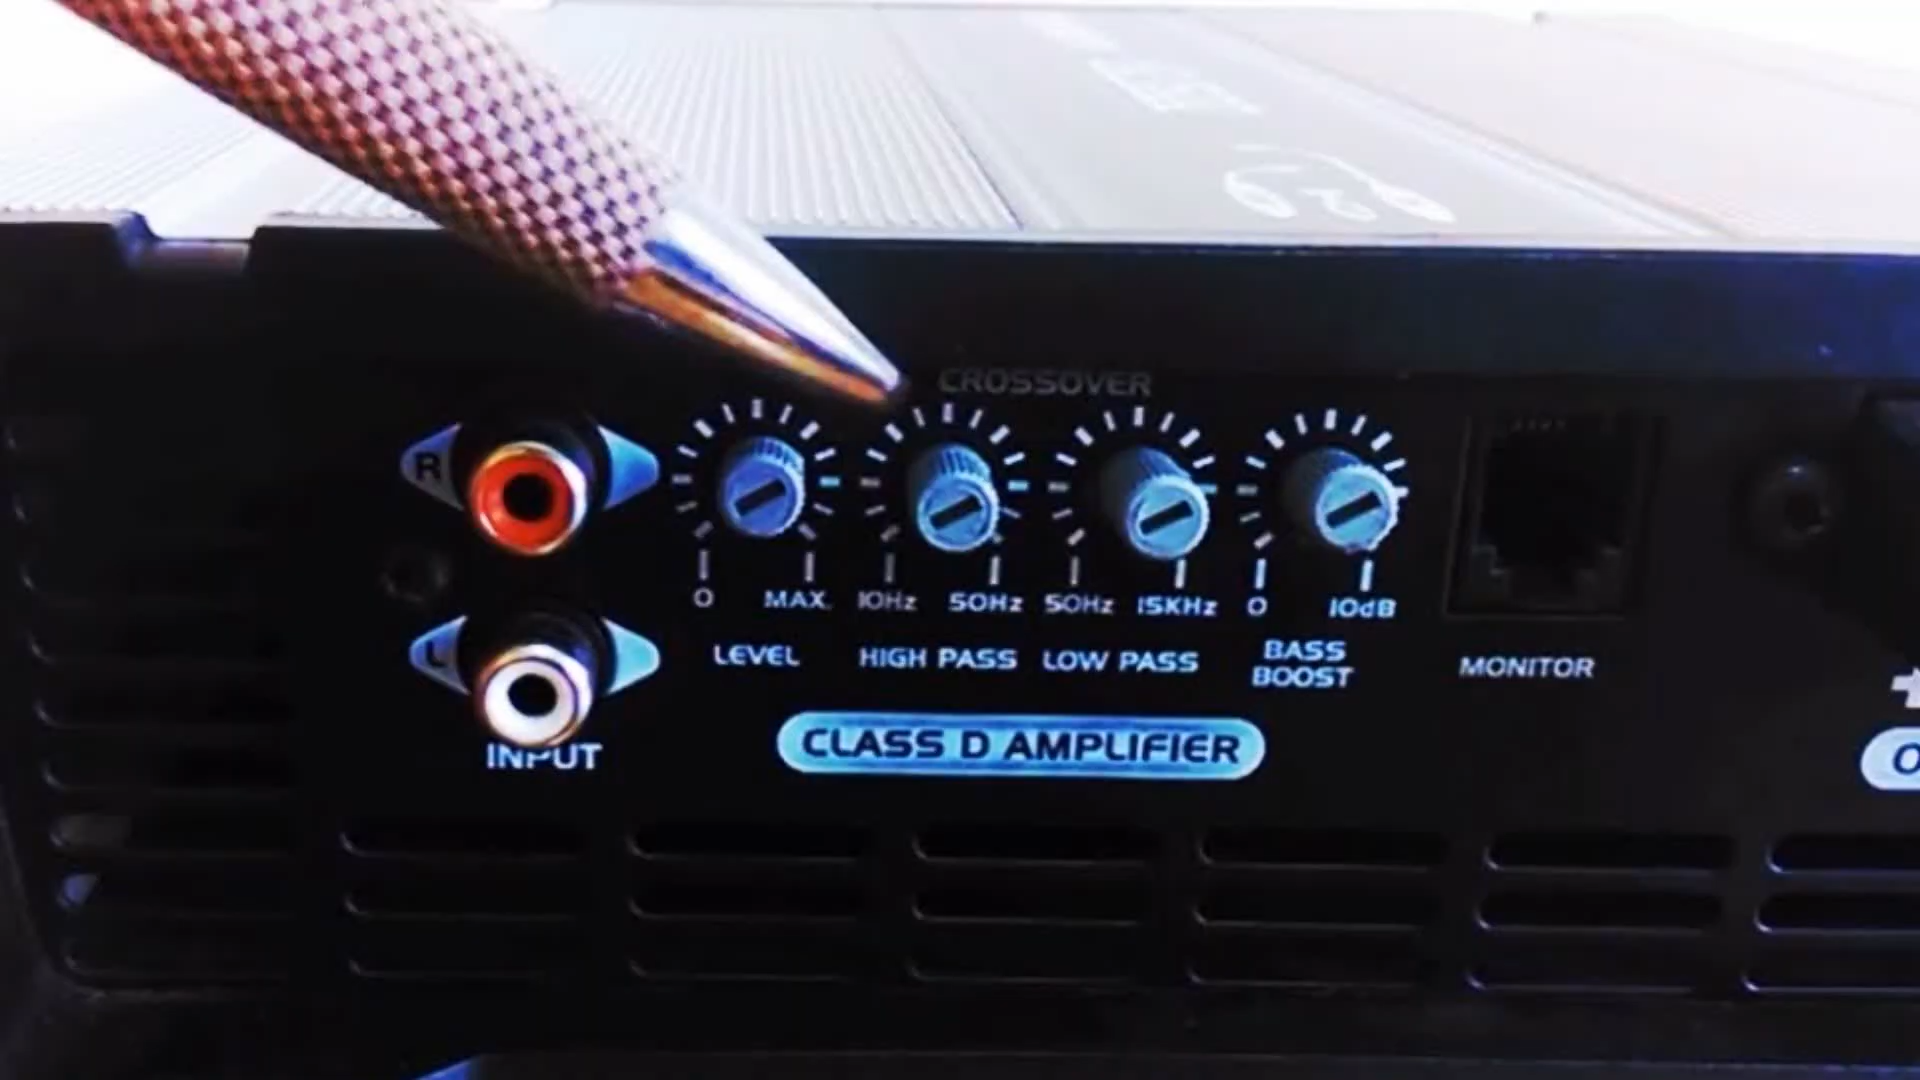 CROSSOVER
R
0 MAX. 10Hz 50Hz 50Hz 15KHz 0 10dB
L
LEVEL HIGH PASS LOW PASS BASS BOOST MONITOR
INPUT
CLASS D AMPLIFIER